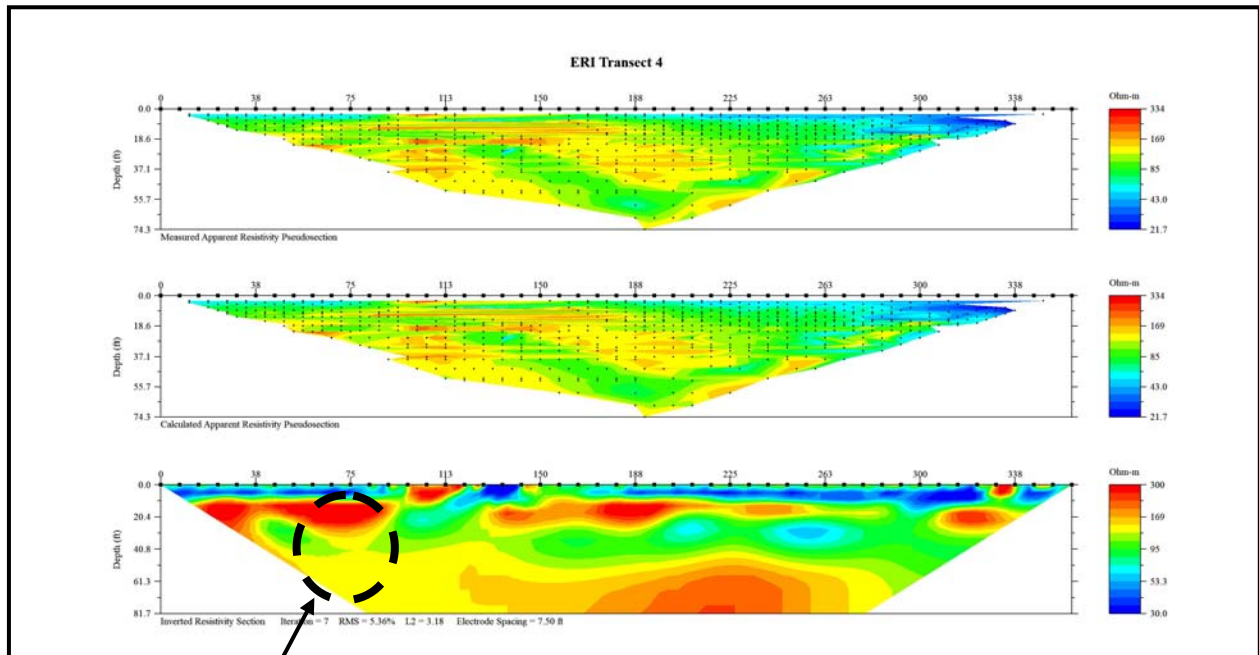 ERI Transect 4
0 38 75 113 150 188 225 263 300 338
Ohm-m
0.0
18.6
37.1
55.7
74.3
Depth (ft)
334
169
85
43.0
21.7
Measured Apparent Resistivity Pseudosection
0 38 75 113 150 188 225 263 300 338
Ohm-m
0.0
18.6
37.1
55.7
74.3
Depth (ft)
334
169
85
43.0
21.7
Calculated Apparent Resistivity Pseudosection
0 38 75 113 150 188 225 263 300 338
Ohm-m
0.0
20.4
40.8
61.3
81.7
Depth (ft)
300
169
95
53.3
30.0
Inverted Resistivity Section Iteration = 7 RMS = 5.36% L2 = 3.18 Electrode Spacing = 7.50 ft